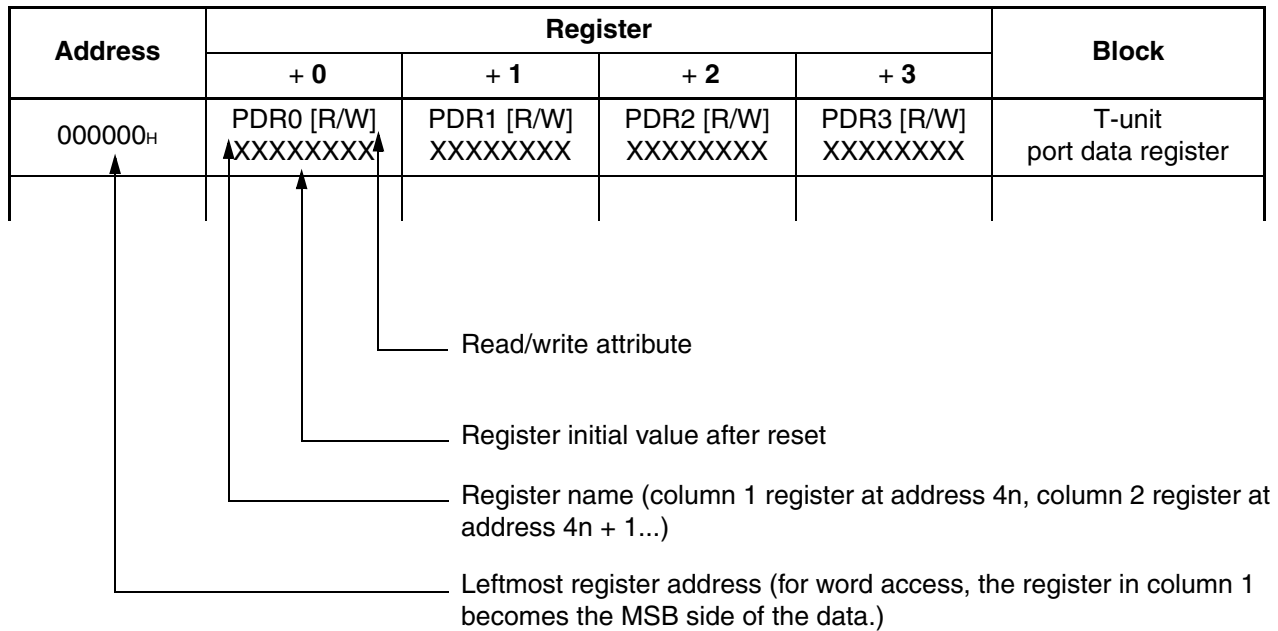 Address Register Block
+ 0 + 1 + 2 + 3
000000H PDR0 [R/W] PDR1 [R/W] PDR2 [R/W] PDR3 [R/W] T-unit
XXXXXXXX XXXXXXXX XXXXXXXX XXXXXXXX port data register
Read/write attribute
Register initial value after reset
Register name (column 1 register at address 4n, column 2 register at
address 4n + 1...)
Leftmost register address (for word access, the register in column 1
becomes the MSB side of the data.)